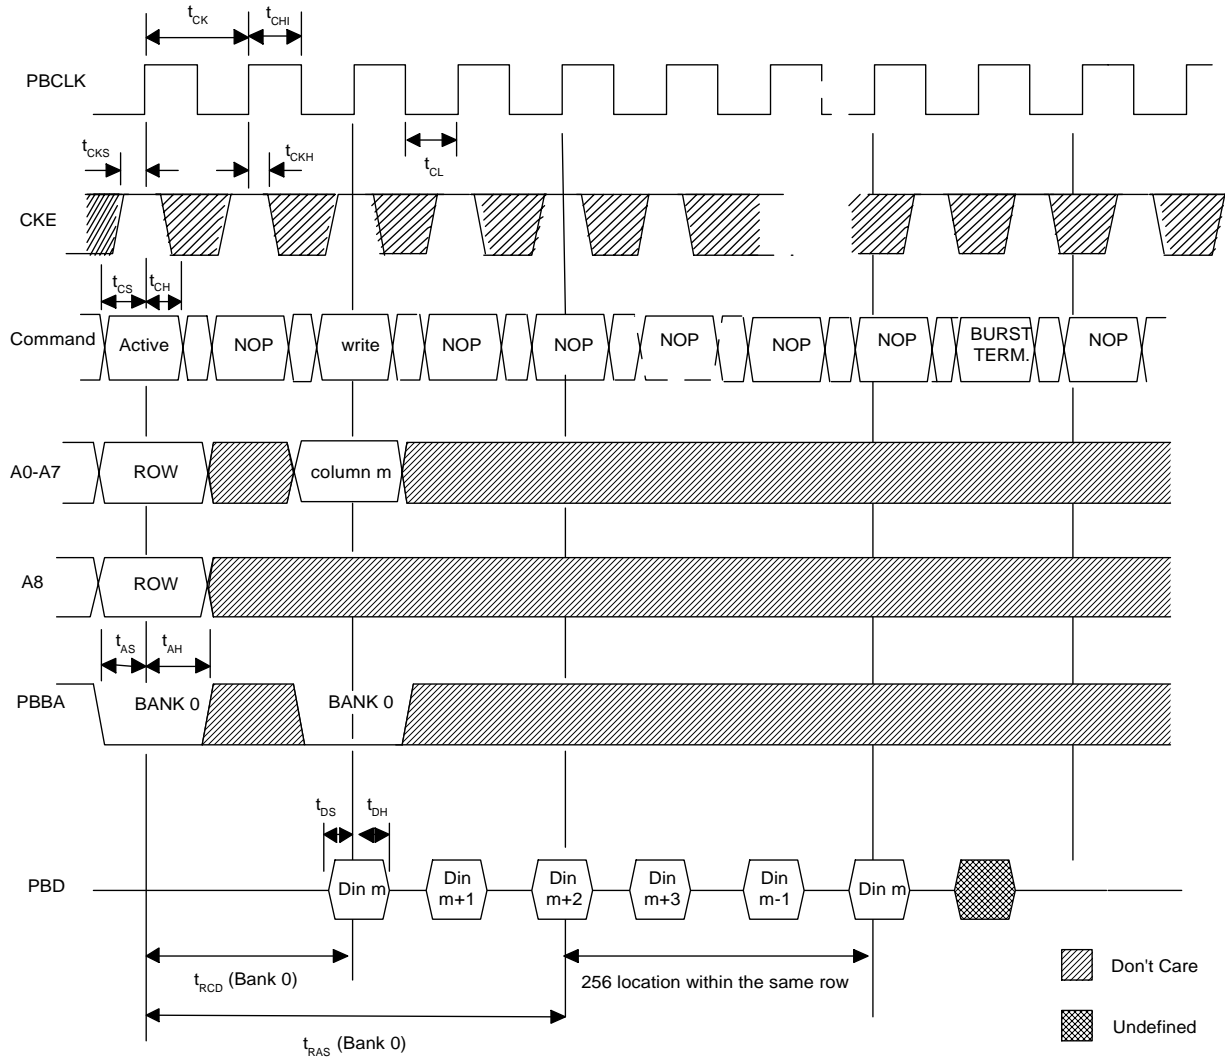 tCK
tCHI
PBCLK
tCKS
tCKH
tCL
CKE
tCS
tCH
Command
Active
NOP
write
NOP
NOP
NOP
NOP
NOP
BURST
TERM.
NOP
A0-A7
ROW
column m
A8
ROW
tAS
tAH
PBBA
BANK 0
BANK 0
tDS
tDH
PBD
Din m
Din
m+1
Din
m+2
Din
m+3
Din
m-1
Din m
tRCD (Bank 0)
256 location within the same row
tRAS (Bank 0)
Don't Care
Undefined